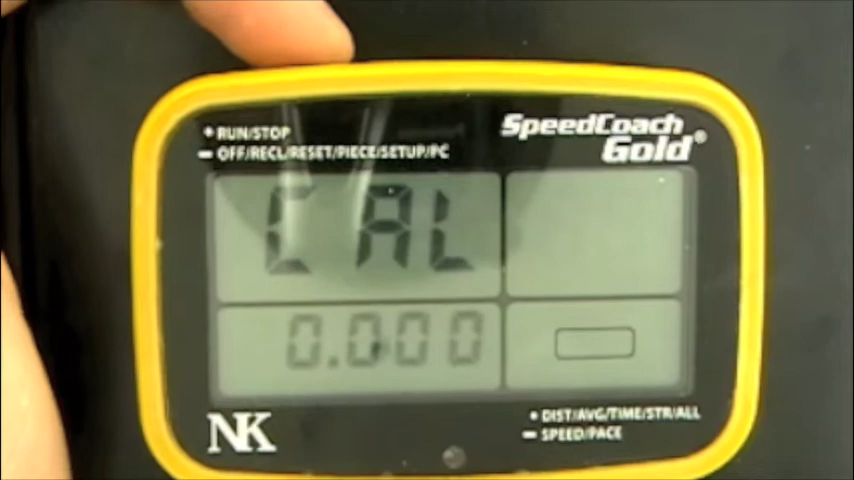 • RUN/STOP
SpeedCoach
– OFF/RECL/RESET/PIECE/SETUP/PC
Gold®
CAL
0.000
NK
• DIST/AVG/TIME/STR/ALL
– SPEED/PACE